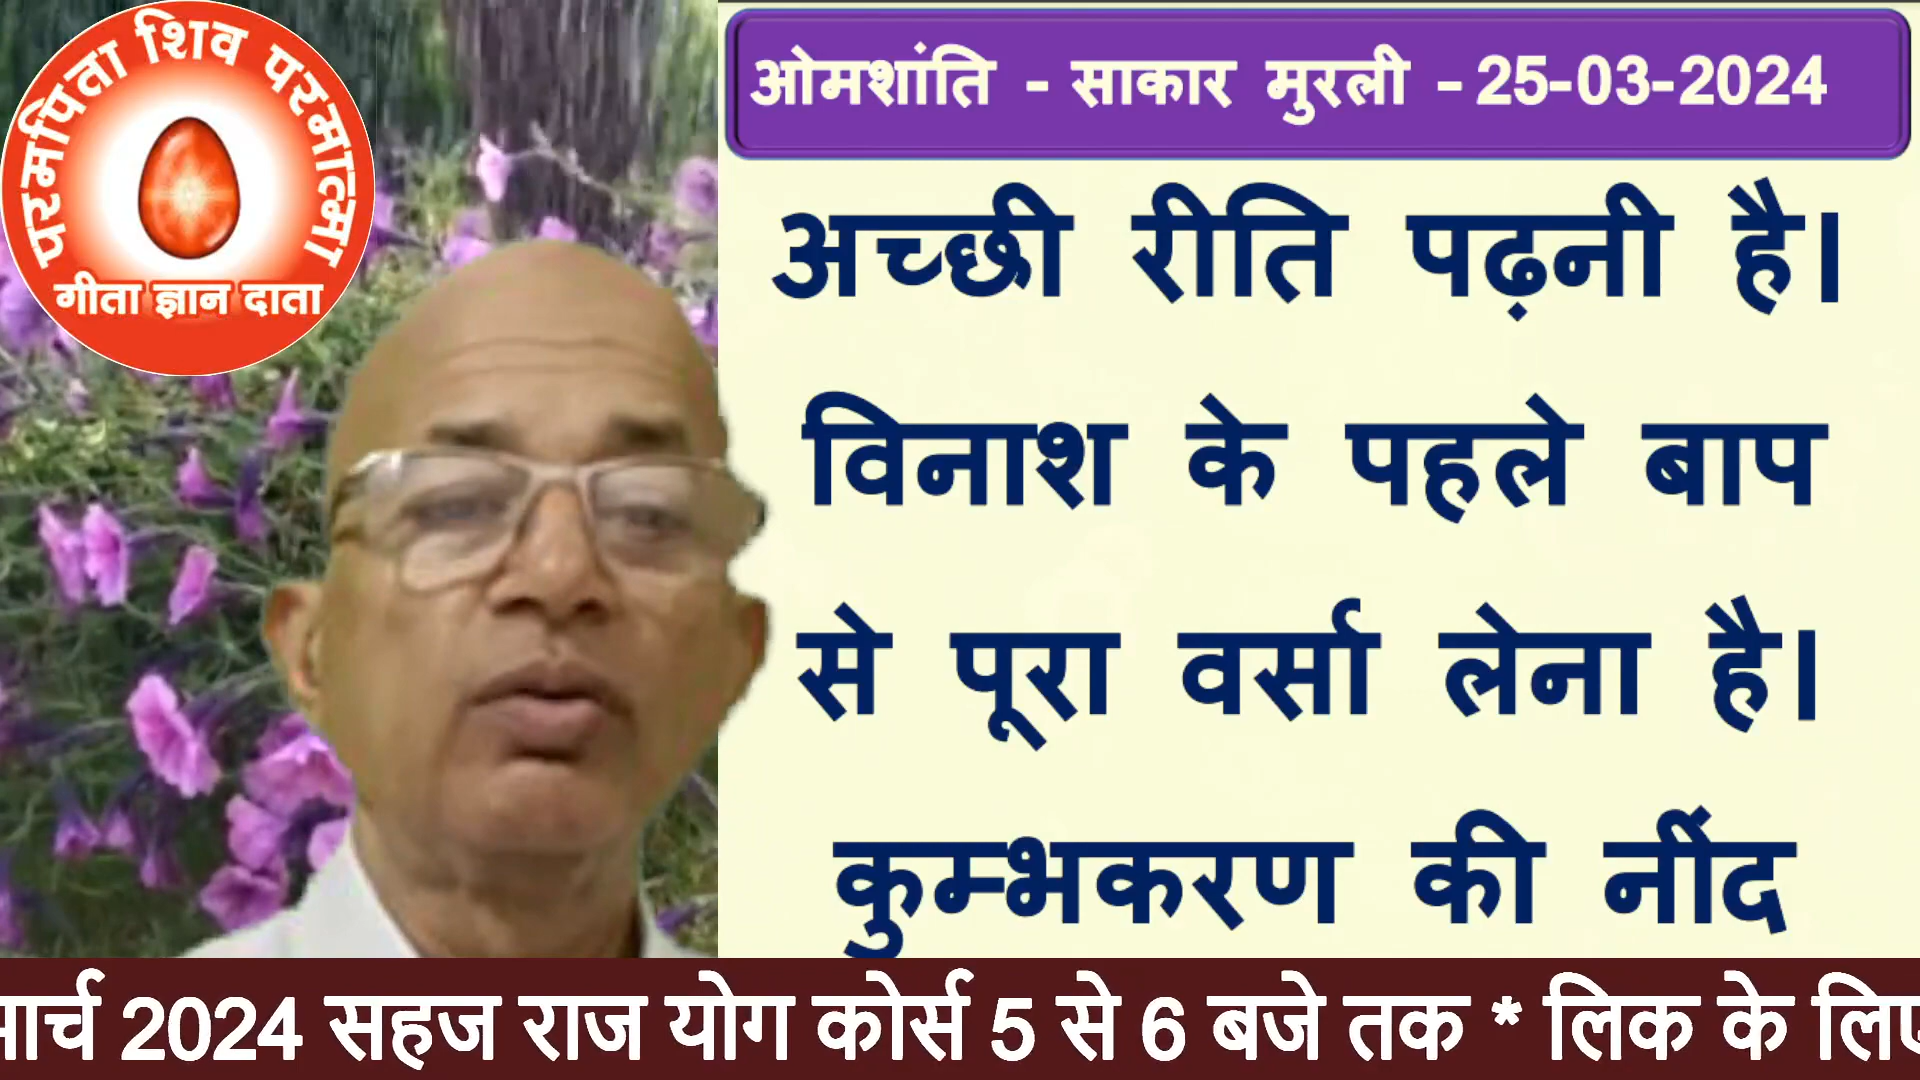 परमपिता शिव परमात्मा
गीता ज्ञान दाता
ओमशांति - साकार मुरली - 25-03-2024
अच्छी रीति पढ़नी है।
विनाश के पहले बाप
से पूरा वर्सा लेना है।
कुम्भकरण की नींद
मार्च 2024 सहज राज योग कोर्स 5 से 6 बजे तक * लिंक के लिए